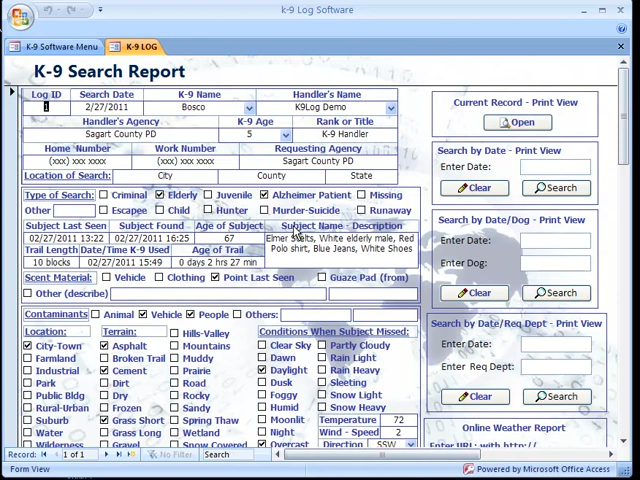 k-9 Log Software
K-9 Software Menu K-9 LOG
K-9 Search Report
Log ID Search Date K-9 Name Handler's Name
1 2/27/2011 Bosco K9Log Demo
Handler's Agency K-9 Age Rank or Title
Sagart County PD 5 K-9 Handler
Home Number Work Number Requesting Agency
(xxx) xxx xxxx (xxx) xxx xxxx Sagart County PD
Location of Search: City County State
Type of Search: Criminal Elderly Juvenile Alzheimer Patient Missing
Other Escapee Child Hunter Murder-Suicide Runaway
Subject Last Seen Subject Found Age of Subject Subject Name - Description
02/27/2011 13:22 02/27/2011 16:25 67 Elmer Skelts, White elderly male, Red
Polo shirt, Blue Jeans, White Shoes
Trail Length Date/Time K-9 Used Age of Trail
10 blocks 02/27/2011 15:49 0 days 2 hrs 27 min
Scent Material: Vehicle Clothing Point Last Seen Guaze Pad (from)
Other (describe)
Contaminants Animal Vehicle People Others:
Location: Terrain: Hills-Valley Conditions When Subject Missed:
City-Town Asphalt Mountains Clear Sky Partly Cloudy
Farmland Broken Trail Muddy Dawn Rain Light
Industrial Cement Prairie Daylight Rain Heavy
Park Dirt Road Dusk Sleeting
Public Bldg Dry Rocky Foggy Snow Light
Rural-Urban Frozen Sandy Humid Snow Heavy
Suburb Grass Short Spring Thaw Moonlit Temperature 72
Water Grass Long Wetland Night Wind - Speed 2
Wilderness Gravel Snow Covered Overcast Direction SSW
Current Record - Print View
Open
Search by Date - Print View
Enter Date:
Clear Search
Search by Date/Dog - Print View
Enter Date:
Enter Dog:
Clear Search
Search by Date/Req Dept - Print View
Enter Date:
Enter Req Dept:
Clear Search
Online Weather Report
Enter URL: with http://
Record: 1 of 1 No Filter Search
Form View Powered by Microsoft Office Access